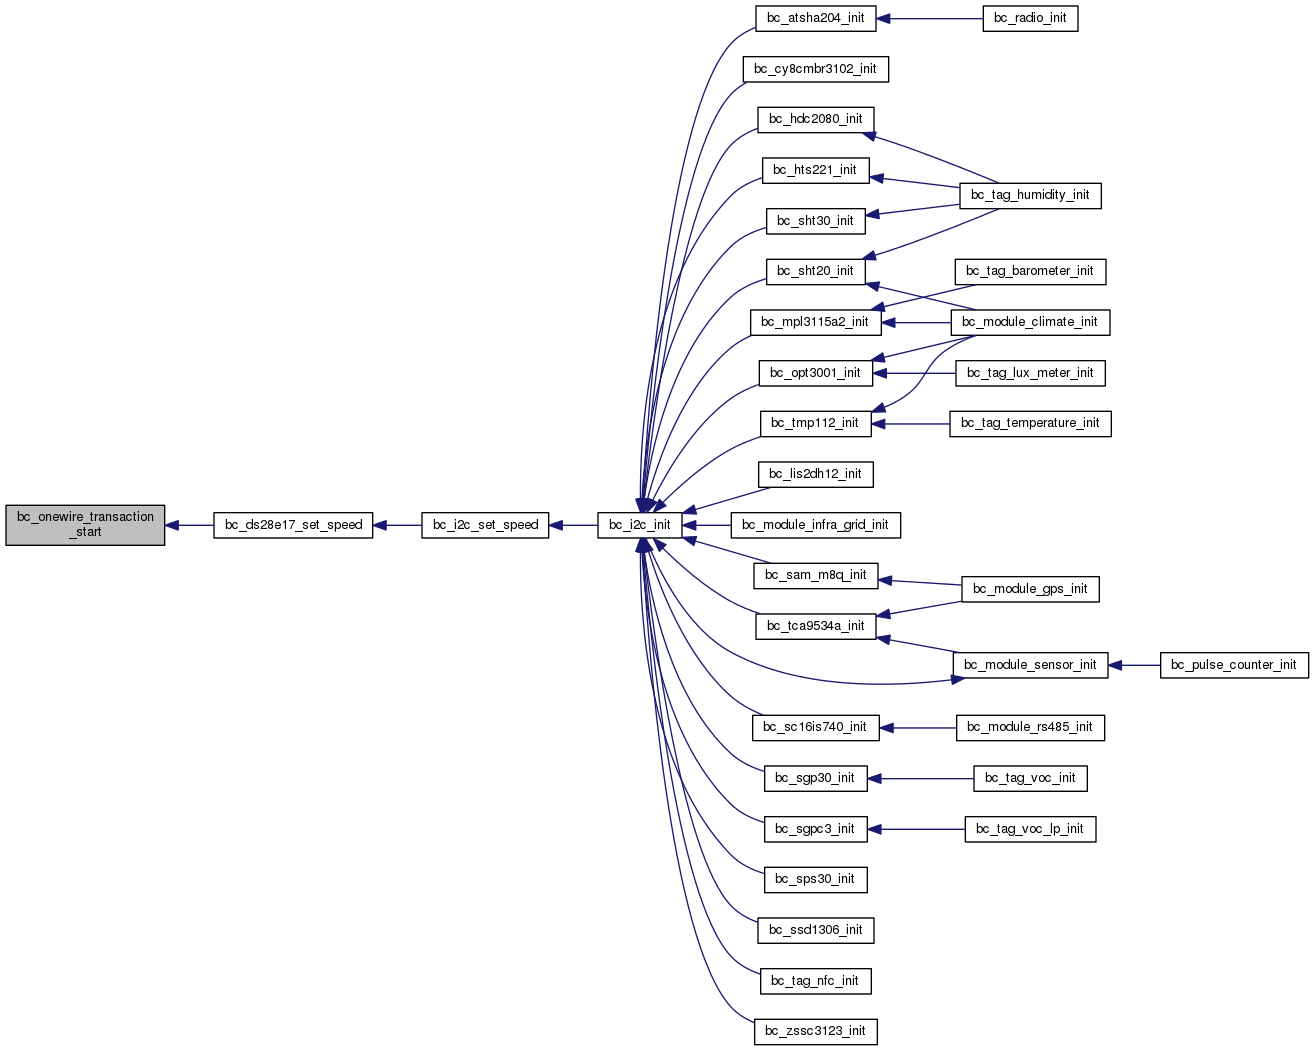 bc_atsha204_init
bc_radio_init
bc_cy8cmbr3102_init
bc_hdc2080_init
bc_hts221_init
bc_tag_humidity_init
bc_sht30_init
bc_sht20_init
bc_tag_barometer_init
bc_mpl3115a2_init
bc_module_climate_init
bc_opt3001_init
bc_tag_lux_meter_init
bc_tmp112_init
bc_tag_temperature_init
bc_lis2dh12_init
bc_onewire_transaction
_start
bc_ds28e17_set_speed
bc_i2c_set_speed
bc_i2c_init
bc_module_infra_grid_init
bc_sam_m8q_init
bc_module_gps_init
bc_tca9534a_init
bc_module_sensor_init
bc_pulse_counter_init
bc_sc16is740_init
bc_module_rs485_init
bc_sgp30_init
bc_tag_voc_init
bc_sgpc3_init
bc_tag_voc_lp_init
bc_sps30_init
bc_ssd1306_init
bc_tag_nfc_init
bc_zssc3123_init